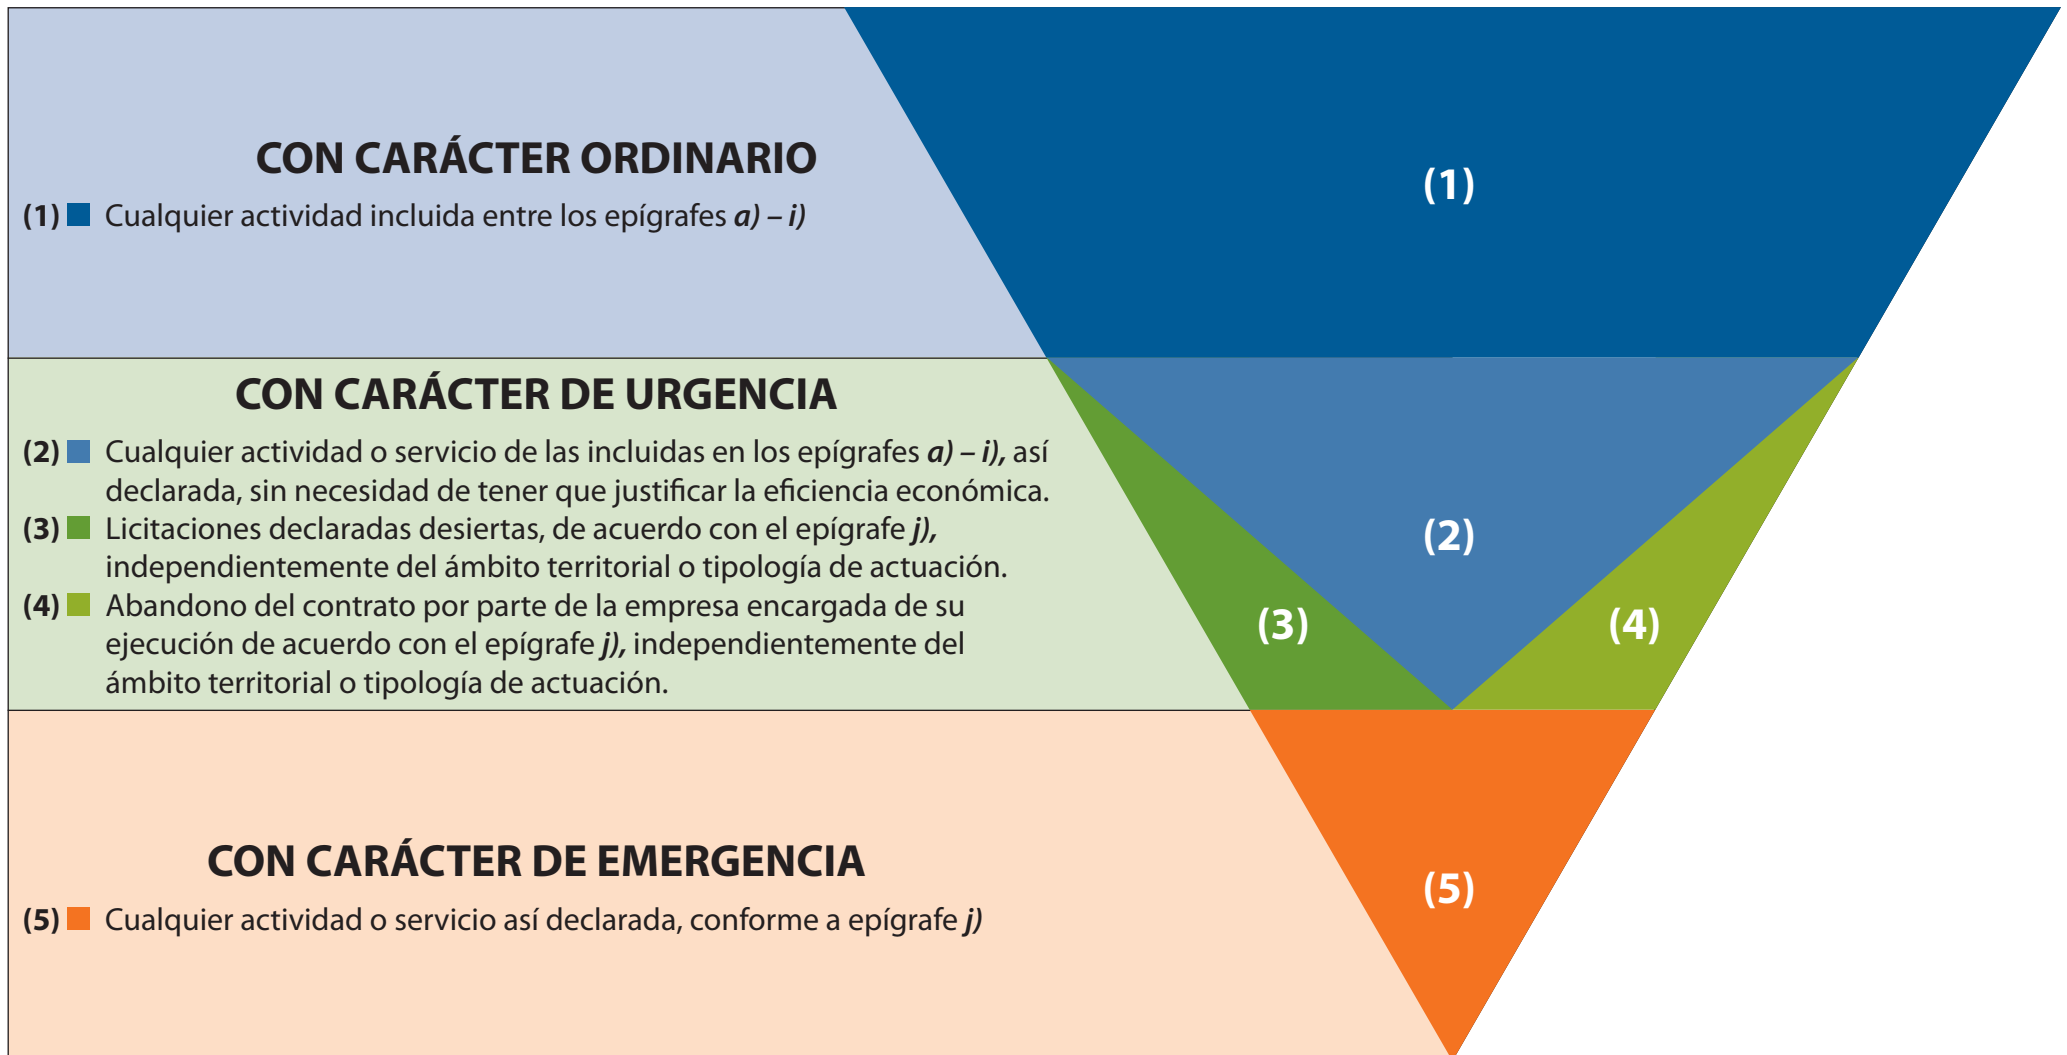 CON CARÁCTER ORDINARIO
(1) Cualquier actividad incluida entre los epígrafes a) – i)
(1)
CON CARÁCTER DE URGENCIA
(2) Cualquier actividad o servicio de las incluidas en los epígrafes a) – i), así
declarada, sin necesidad de tener que justificar la eficiencia económica.
(3) Licitaciones declaradas desiertas, de acuerdo con el epígrafe j),
independientemente del ámbito territorial o tipología de actuación.
(4) Abandono del contrato por parte de la empresa encargada de su
ejecución de acuerdo con el epígrafe j), independientemente del
ámbito territorial o tipología de actuación.
(2)
(3)
(4)
CON CARÁCTER DE EMERGENCIA
(5) Cualquier actividad o servicio así declarada, conforme a epígrafe j)
(5)